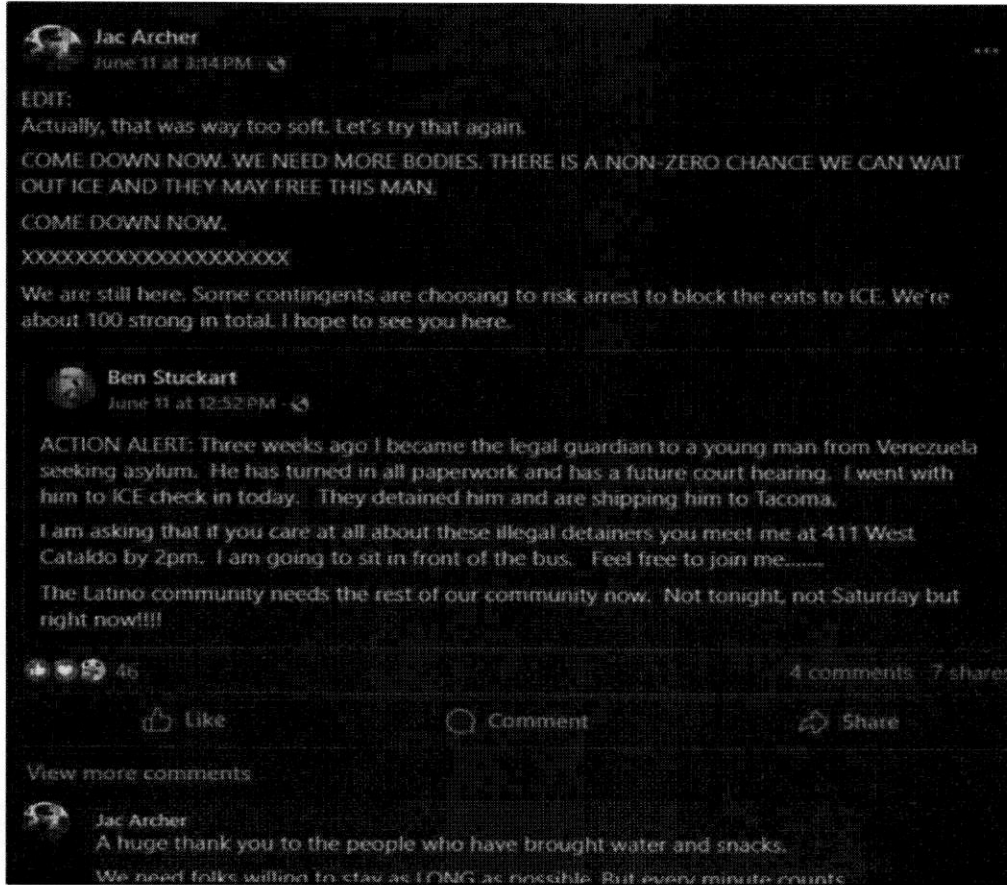 Jac Archer
June 11 at 3:14 PM ·
EDIT:
Actually, that was way too soft. Let's try that again.
COME DOWN NOW. WE NEED MORE BODIES. THERE IS A NON-ZERO CHANCE WE CAN WAIT
OUT ICE AND THEY MAY FREE THIS MAN.
COME DOWN NOW.
XXXXXXXXXXXXXXXXXXXX
We are still here. Some contingents are choosing to risk arrest to block the exits to ICE. We're
about 100 strong in total. I hope to see you here.
Ben Stuckart
June 11 at 12:52 PM ·
ACTION ALERT: Three weeks ago I became the legal guardian to a young man from Venezuela
seeking asylum. He has turned in all paperwork and has a future court hearing. I went with
him to ICE check in today. They detained him and are shipping him to Tacoma.
I am asking that if you care at all about these illegal detainers you meet me at 411 West
Cataldo by 2pm. I am going to sit in front of the bus. Feel free to join me.......
The Latino community needs the rest of our community now. Not tonight, not Saturday but
right now!!!!
46
4 comments 7 shares
Like Comment Share
View more comments
Jac Archer
A huge thank you to the people who have brought water and snacks.
We need folks willing to stay as LONG as possible. But every minute counts